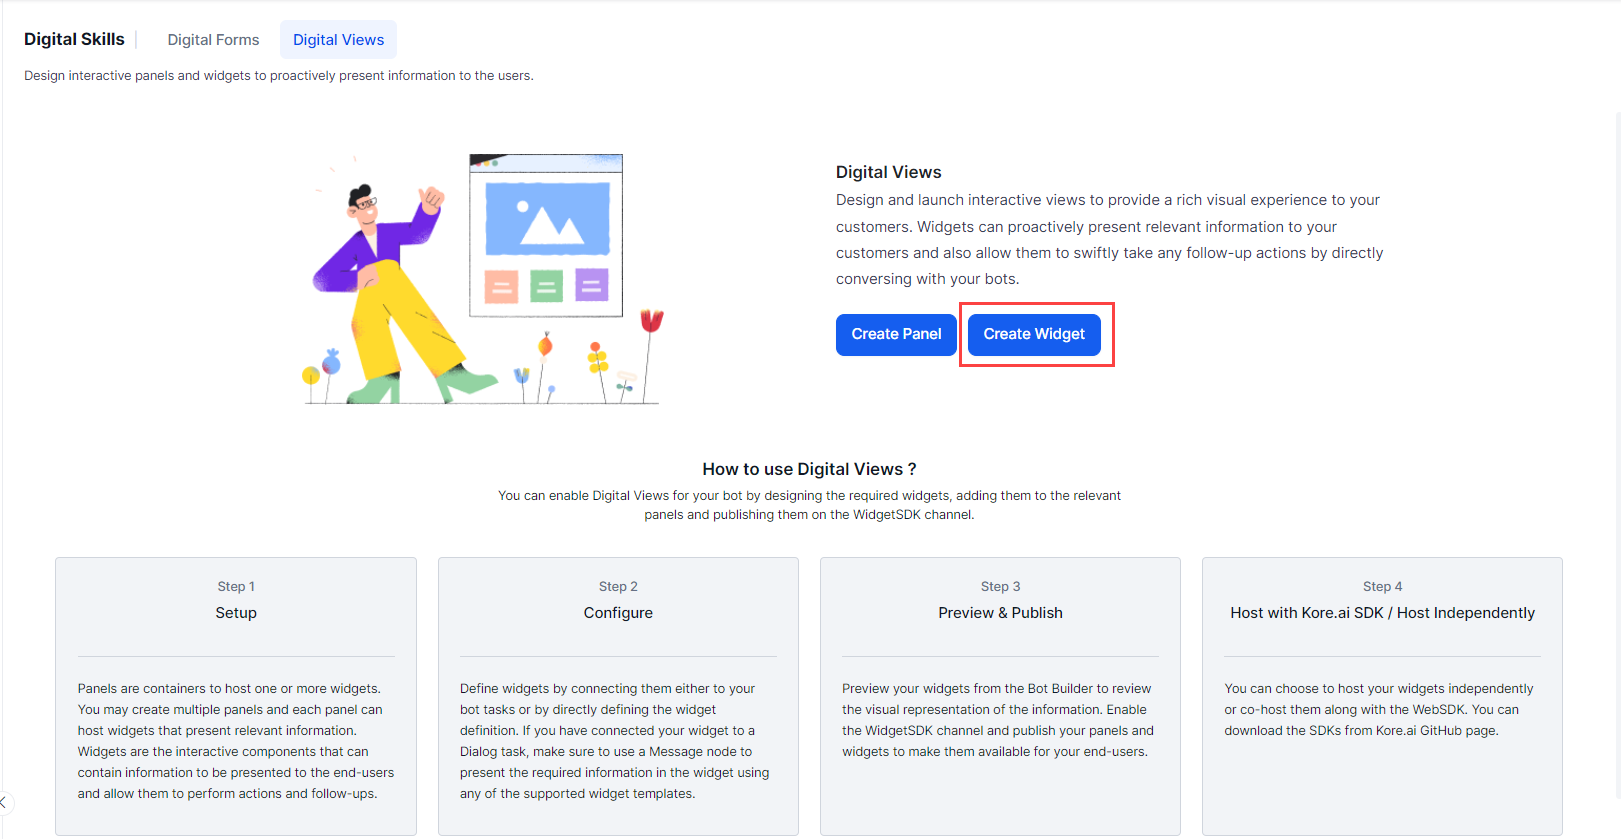 Digital Skills
Digital Forms
Digital Views
Design interactive panels and widgets to proactively present information to the users.
Digital Views
Design and launch interactive views to provide a rich visual experience to your
customers. Widgets can proactively present relevant information to your
customers and also allow them to swiftly take any follow-up actions by directly
conversing with your bots.
Create Panel
Create Widget
How to use Digital Views ?
You can enable Digital Views for your bot by designing the required widgets, adding them to the relevant
panels and publishing them on the WidgetSDK channel.
Step 1
Setup
Panels are containers to host one or more widgets.
You may create multiple panels and each panel can
host widgets that present relevant information.
Widgets are the interactive components that can
contain information to be presented to the end-users
and allow them to perform actions and follow-ups.
Step 2
Configure
Define widgets by connecting them either to your
bot tasks or by directly defining the widget
definition. If you have connected your widget to a
Dialog task, make sure to use a Message node to
present the required information in the widget using
any of the supported widget templates.
Step 3
Preview & Publish
Preview your widgets from the Bot Builder to review
the visual representation of the information. Enable
the WidgetSDK channel and publish your panels and
widgets to make them available for your end-users.
Step 4
Host with Kore.ai SDK / Host Independently
You can choose to host your widgets independently
or co-host them along with the WebSDK. You can
download the SDKs from Kore.ai GitHub page.